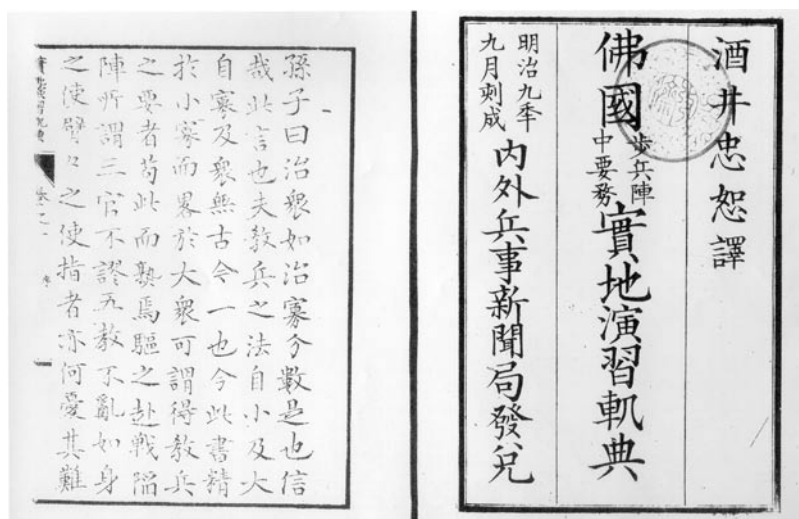 酒井忠恕譯
佛國步兵陣中要務實地演習軌典
明治九季
九月刻成
內外兵事新聞局發兌
孫子曰治衆如治寡分數是也信
哉此言也夫教兵之法自小及大
自寡及衆無古今一也今此書精
於小寡而畧於大衆可謂得教兵
之要者苟此而熟焉驅之赴戰陷
陣所謂三官不謬五教不亂如身
之使臂々之使指者亦何憂其難